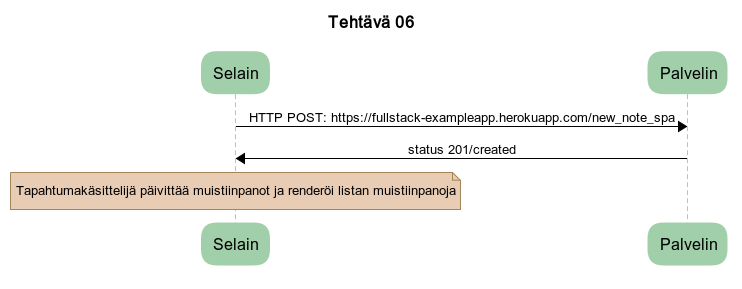 Tehtävä 06
Selain
Palvelin
HTTP POST: https://fullstack-exampleapp.herokuapp.com/new_note_spa
status 201/created
Tapahtumakäsittelijä päivittää muistiinpanot ja renderöi listan muistiinpanoja
Selain
Palvelin